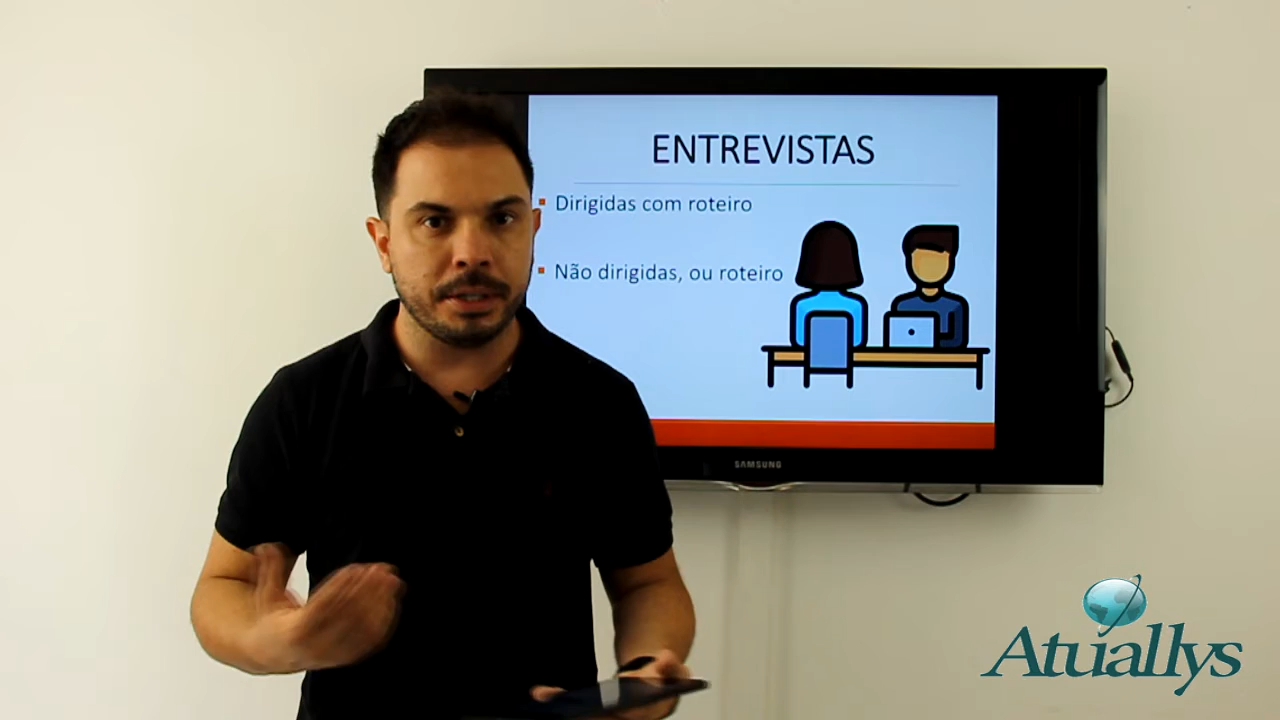 ENTREVISTAS
Dirigidas com roteiro
Não dirigidas, ou roteiro
SAMSUNG
Atuallys